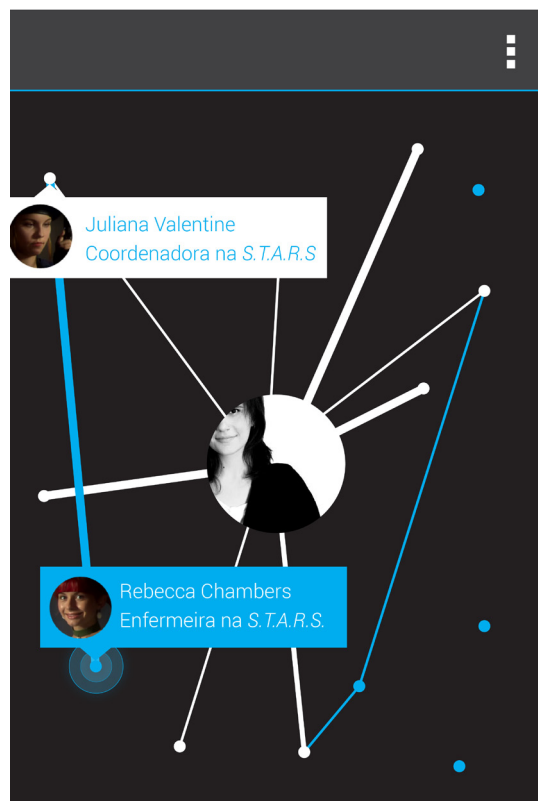 Juliana Valentine
Coordenadora na S.T.A.R.S
Rebecca Chambers
Enfermeira na S.T.A.R.S.